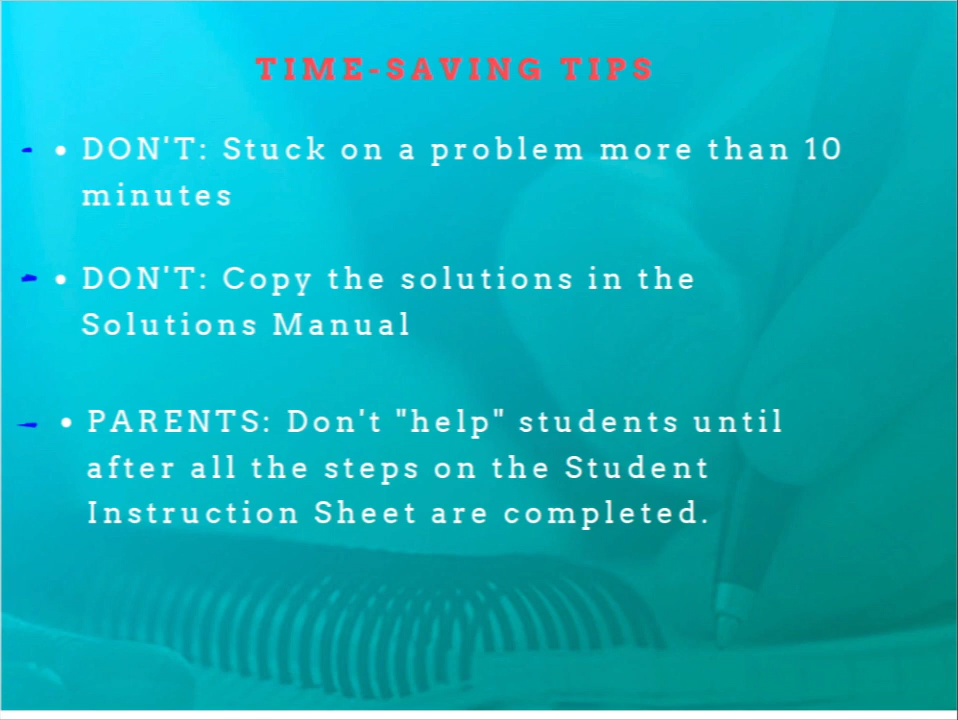 TIME-SAVING TIPS
• DON'T: Stuck on a problem more than 10
minutes
• DON'T: Copy the solutions in the
Solutions Manual
• PARENTS: Don't "help" students until
after all the steps on the Student
Instruction Sheet are completed.